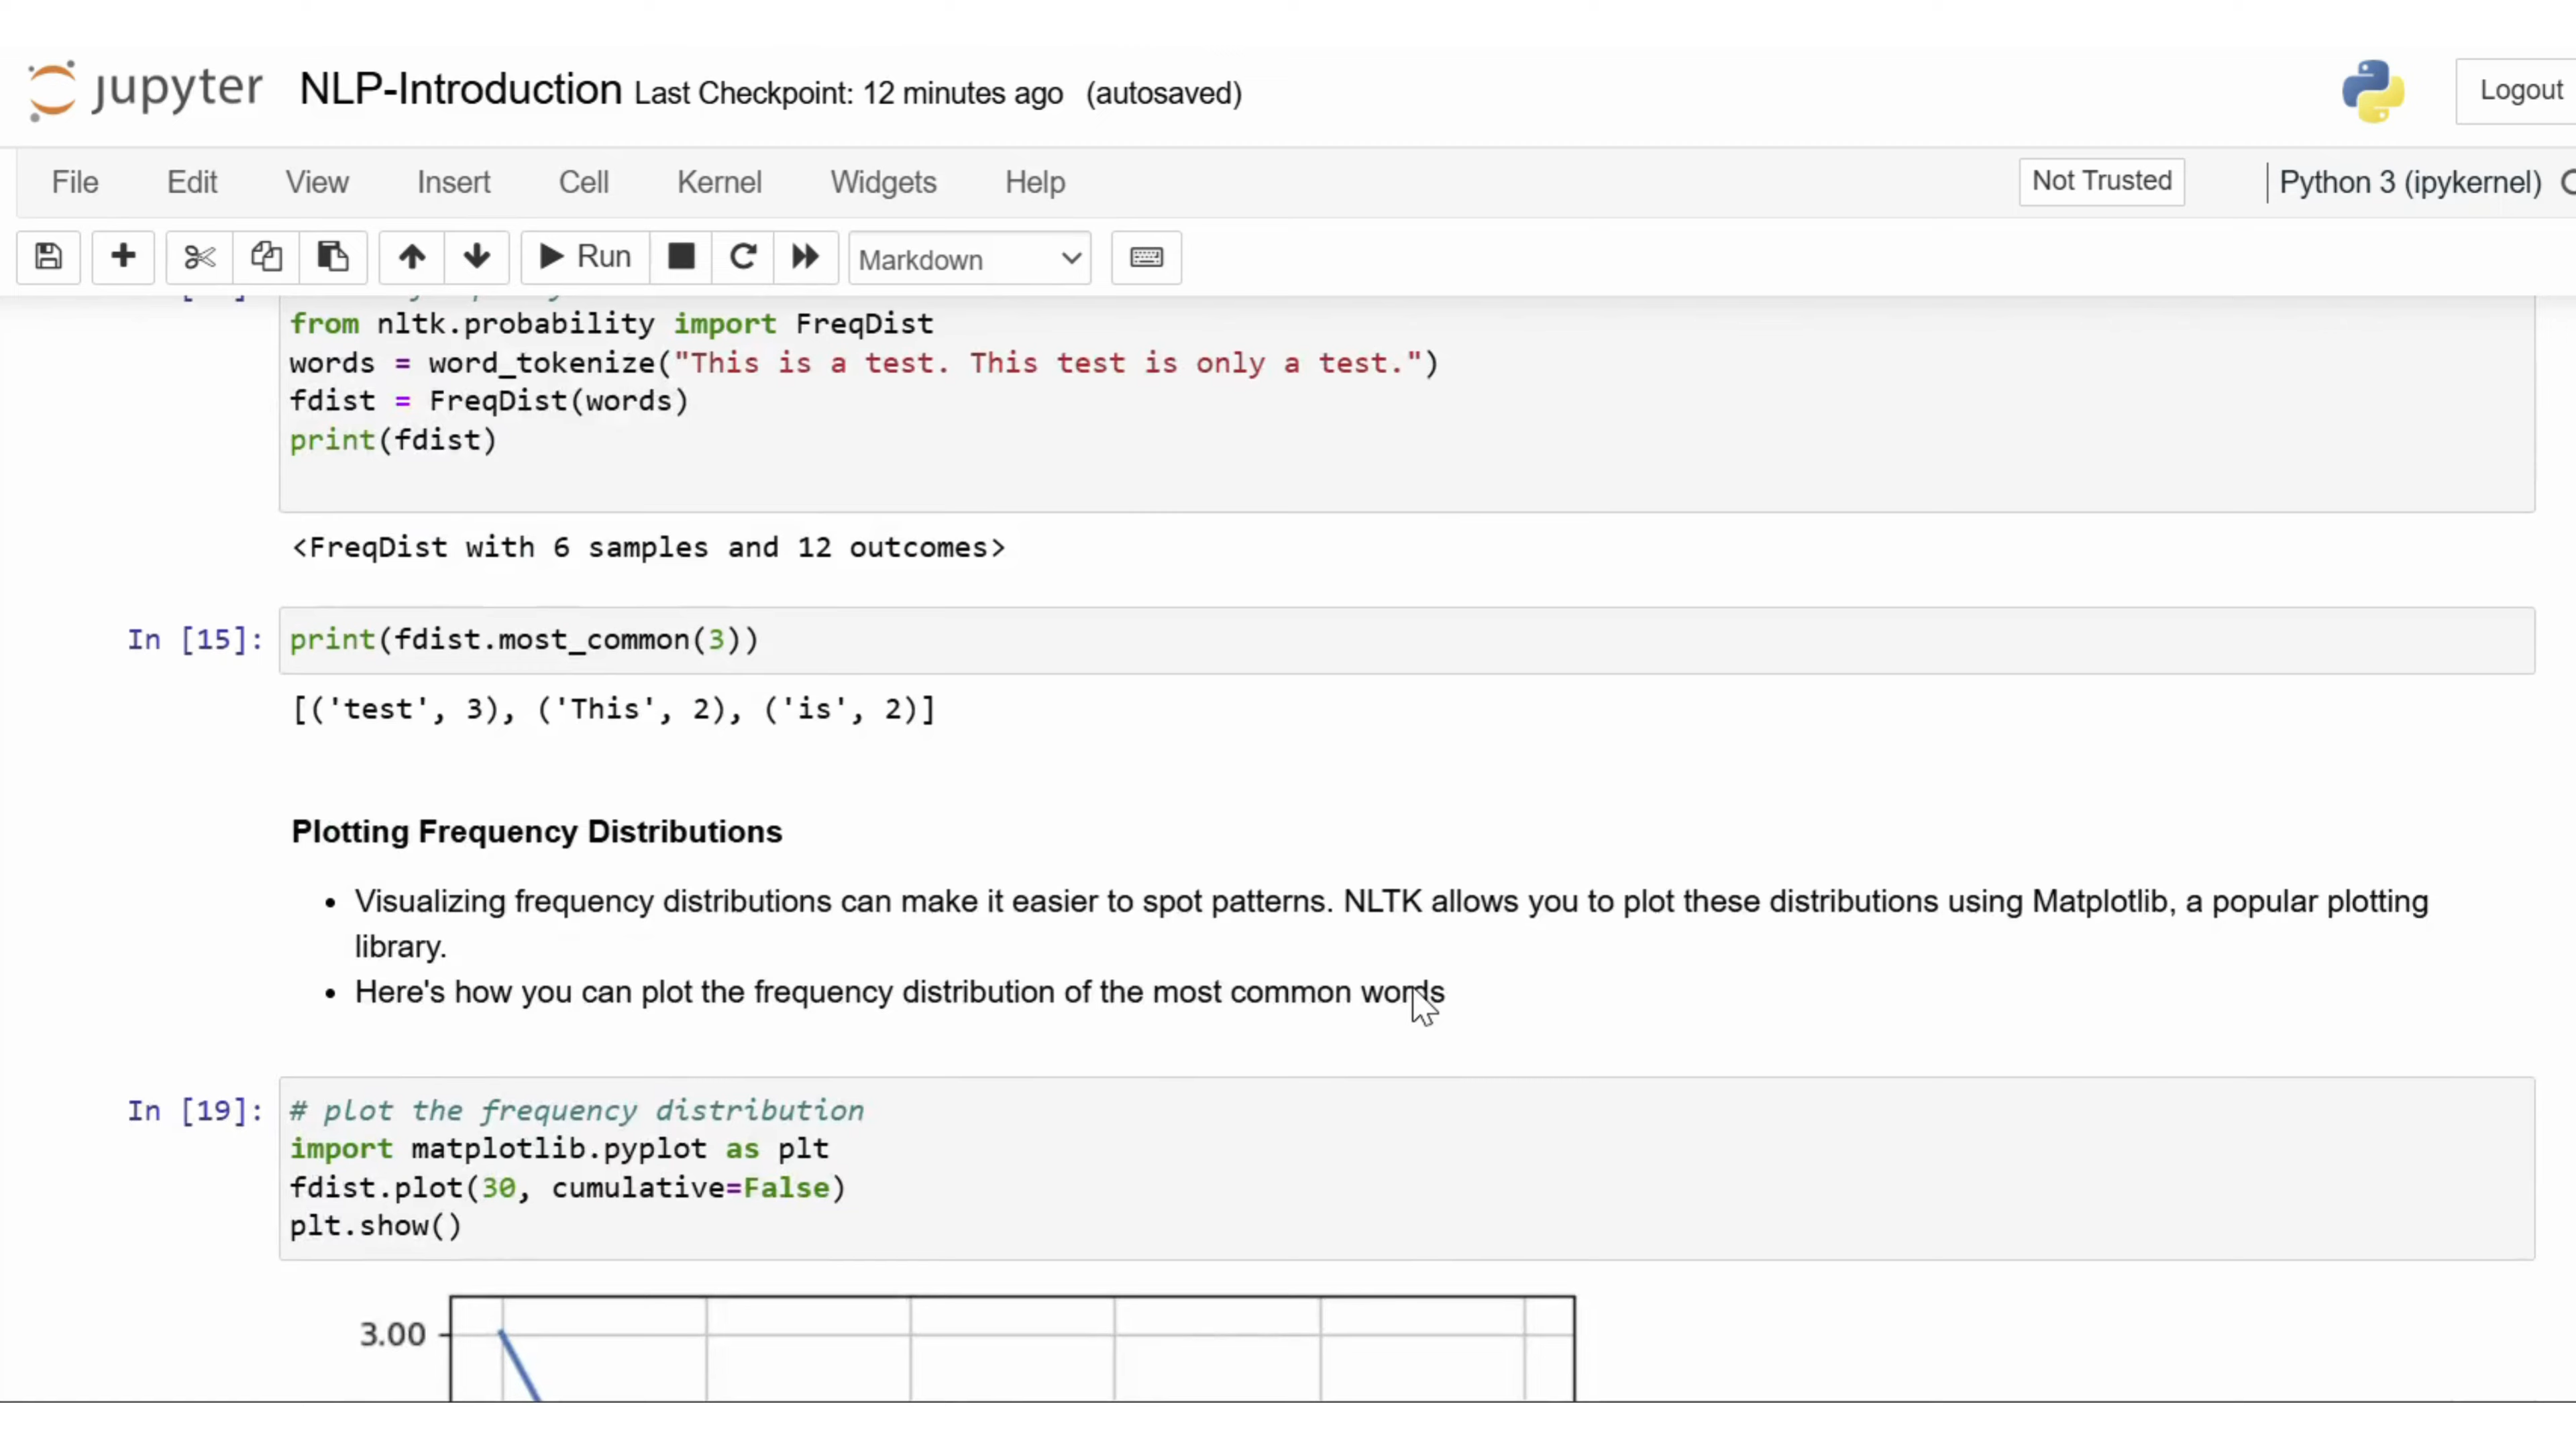 jupyter NLP-Introduction Last Checkpoint: 12 minutes ago (autosaved) Logout
File Edit View Insert Cell Kernel Widgets Help Not Trusted Python 3 (ipykernel)
Run Markdown
from nltk.probability import FreqDist
words = word_tokenize("This is a test. This test is only a test.")
fdist = FreqDist(words)
print(fdist)
<FreqDist with 6 samples and 12 outcomes>
In [15]: print(fdist.most_common(3))
[('test', 3), ('This', 2), ('is', 2)]
Plotting Frequency Distributions
• Visualizing frequency distributions can make it easier to spot patterns. NLTK allows you to plot these distributions using Matplotlib, a popular plotting
library.
• Here's how you can plot the frequency distribution of the most common words
In [19]: # plot the frequency distribution
import matplotlib.pyplot as plt
fdist.plot(30, cumulative=False)
plt.show()
3.00